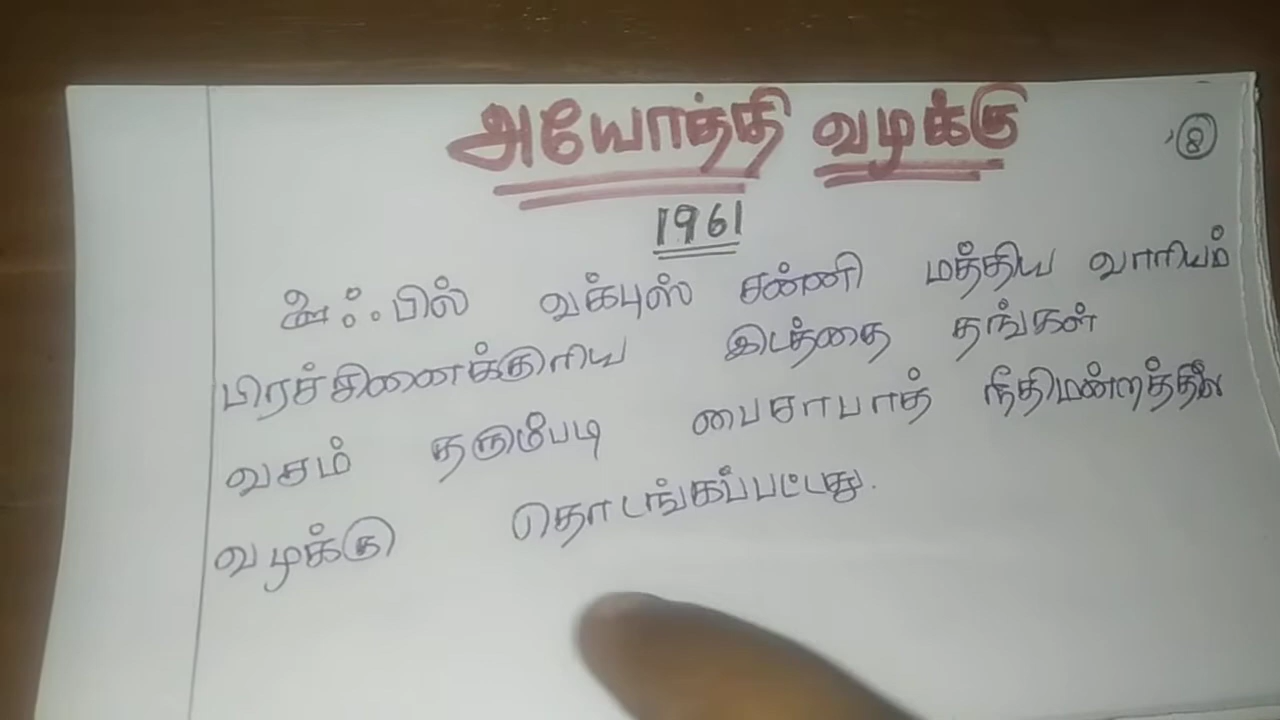 அயோத்தி வழக்கு
8
1961
உ.பில் வக்புஸ் சன்னி மத்திய வாரியம்
பிரச்சினைக்குரிய இடத்தை தங்கள்
வசம் தரும்படி பைசாபாத் நீதிமன்றத்தில்
வழக்கு தொடங்கப்பட்டது.